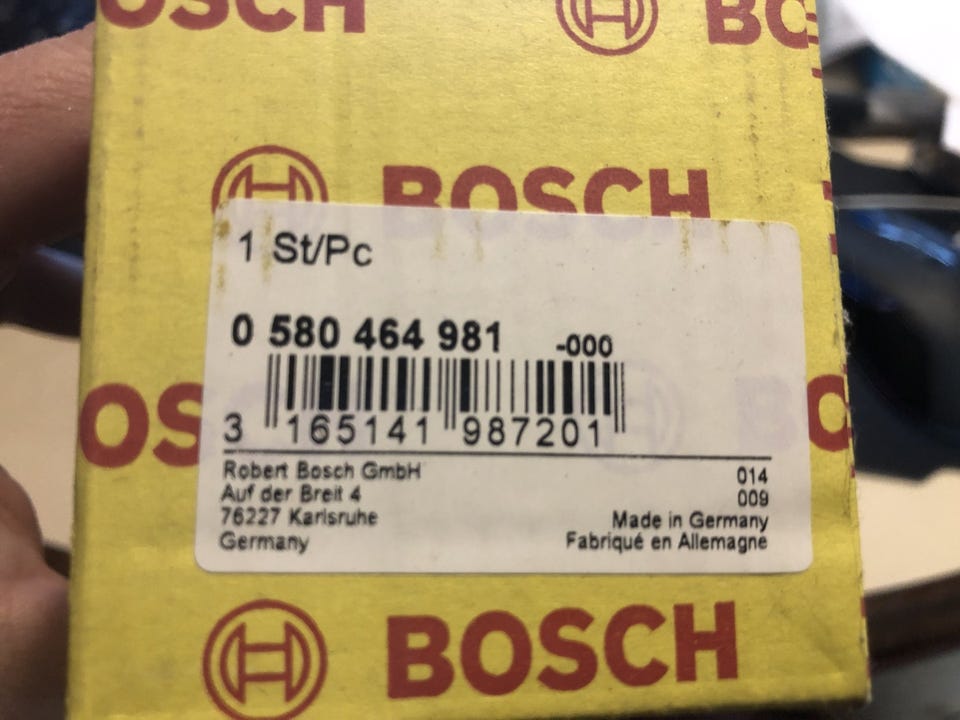 BOSCH
BOSCH
1 St/Pc
0 580 464 981 -000
3 165141 987201
Robert Bosch GmbH
Auf der Breit 4
76227 Karlsruhe
Germany
014
009
Made in Germany
Fabriqué en Allemagne
BOSCH